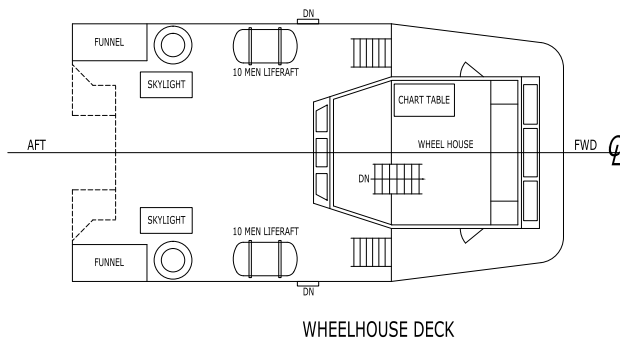 DN
FUNNEL
SKYLIGHT
10 MEN LIFERAFT
CHART TABLE
AFT
WHEEL HOUSE
FWD
DN
SKYLIGHT
10 MEN LIFERAFT
FUNNEL
DN
WHEELHOUSE DECK